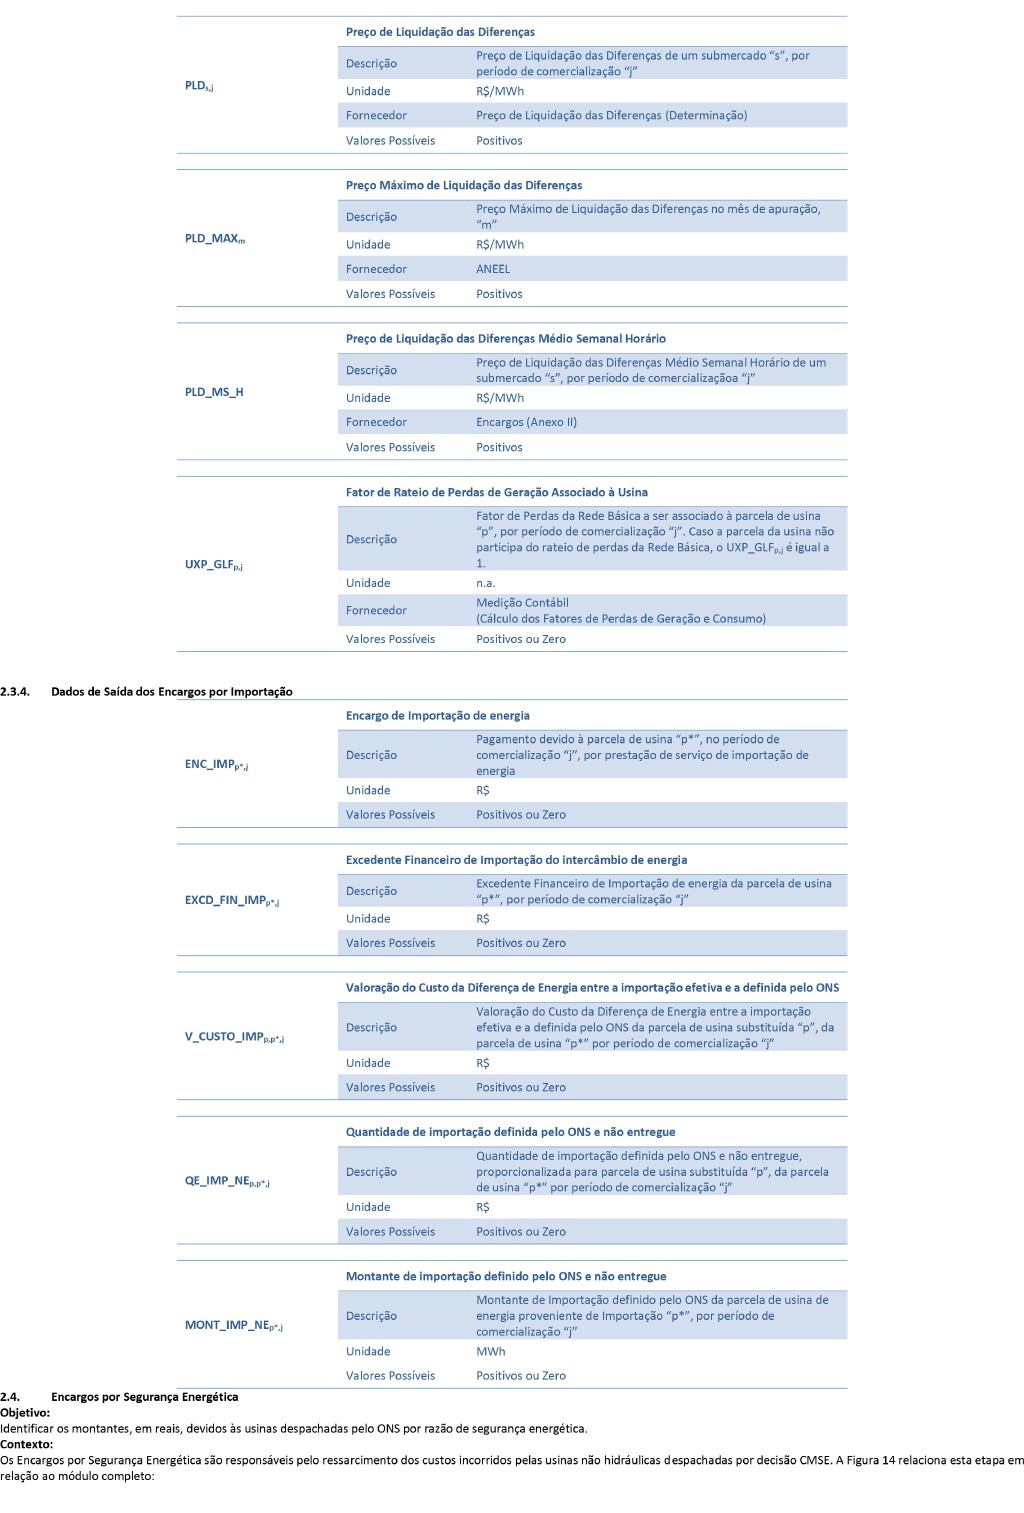 Preço de Liquidação das Diferenças
PLDs,j
Descrição
Preço de Liquidação das Diferenças de um submercado “s”, por
período de comercialização “j”
Unidade
R$/MWh
Fornecedor
Preço de Liquidação das Diferenças (Determinação)
Valores Possíveis
Positivos
Preço Máximo de Liquidação das Diferenças
PLD_MAXm
Descrição
Preço Máximo de Liquidação das Diferenças no mês de apuração,
“m”
Unidade
R$/MWh
Fornecedor
ANEEL
Valores Possíveis
Positivos
Preço de Liquidação das Diferenças Médio Semanal Horário
PLD_MS_H
Descrição
Preço de Liquidação das Diferenças Médio Semanal Horário de um
submercado “s”, por período de comercializaçãoa “j”
Unidade
R$/MWh
Fornecedor
Encargos (Anexo II)
Valores Possíveis
Positivos
Fator de Rateio de Perdas de Geração Associado à Usina
UXP_GLFp,j
Descrição
Fator de Perdas da Rede Básica a ser associado à parcela de usina
“p”, por período de comercialização “j”. Caso a parcela da usina não
participa do rateio de perdas da Rede Básica, o UXP_GLFp,j é igual a
1.
Unidade
n.a.
Fornecedor
Medição Contábil
(Cálculo dos Fatores de Perdas de Geração e Consumo)
Valores Possíveis
Positivos ou Zero
2.3.4. Dados de Saída dos Encargos por Importação
Encargo de Importação de energia
ENC_IMPp*,j
Descrição
Pagamento devido à parcela de usina “p*”, no período de
comercialização “j”, por prestação de serviço de importação de
energia
Unidade
R$
Valores Possíveis
Positivos ou Zero
Excedente Financeiro de Importação do intercâmbio de energia
EXCD_FIN_IMPp*,j
Descrição
Excedente Financeiro de Importação de energia da parcela de usina
“p*”, por período de comercialização “j”
Unidade
R$
Valores Possíveis
Positivos ou Zero
Valoração do Custo da Diferença de Energia entre a importação efetiva e a definida pelo ONS
V_CUSTO_IMPp,p*,j
Descrição
Valoração do Custo da Diferença de Energia entre a importação
efetiva e a definida pelo ONS da parcela de usina substituída “p”, da
parcela de usina “p*” por período de comercialização “j”
Unidade
R$
Valores Possíveis
Positivos ou Zero
Quantidade de importação definida pelo ONS e não entregue
QE_IMP_NEp,p*,j
Descrição
Quantidade de importação definida pelo ONS e não entregue,
proporcionalizada para parcela de usina substituída “p”, da parcela
de usina “p*” por período de comercialização “j”
Unidade
R$
Valores Possíveis
Positivos ou Zero
Montante de importação definido pelo ONS e não entregue
MONT_IMP_NEp*,j
Descrição
Montante de Importação definido pelo ONS da parcela de usina de
energia proveniente de Importação “p*”, por período de
comercialização “j”
Unidade
MWh
Valores Possíveis
Positivos ou Zero
2.4. Encargos por Segurança Energética
Objetivo:
Identificar os montantes, em reais, devidos às usinas despachadas pelo ONS por razão de segurança energética.
Contexto:
Os Encargos por Segurança Energética são responsáveis pelo ressarcimento dos custos incorridos pelas usinas não hidráulicas despachadas por decisão CMSE. A Figura 14 relaciona esta etapa em
relação ao módulo completo: